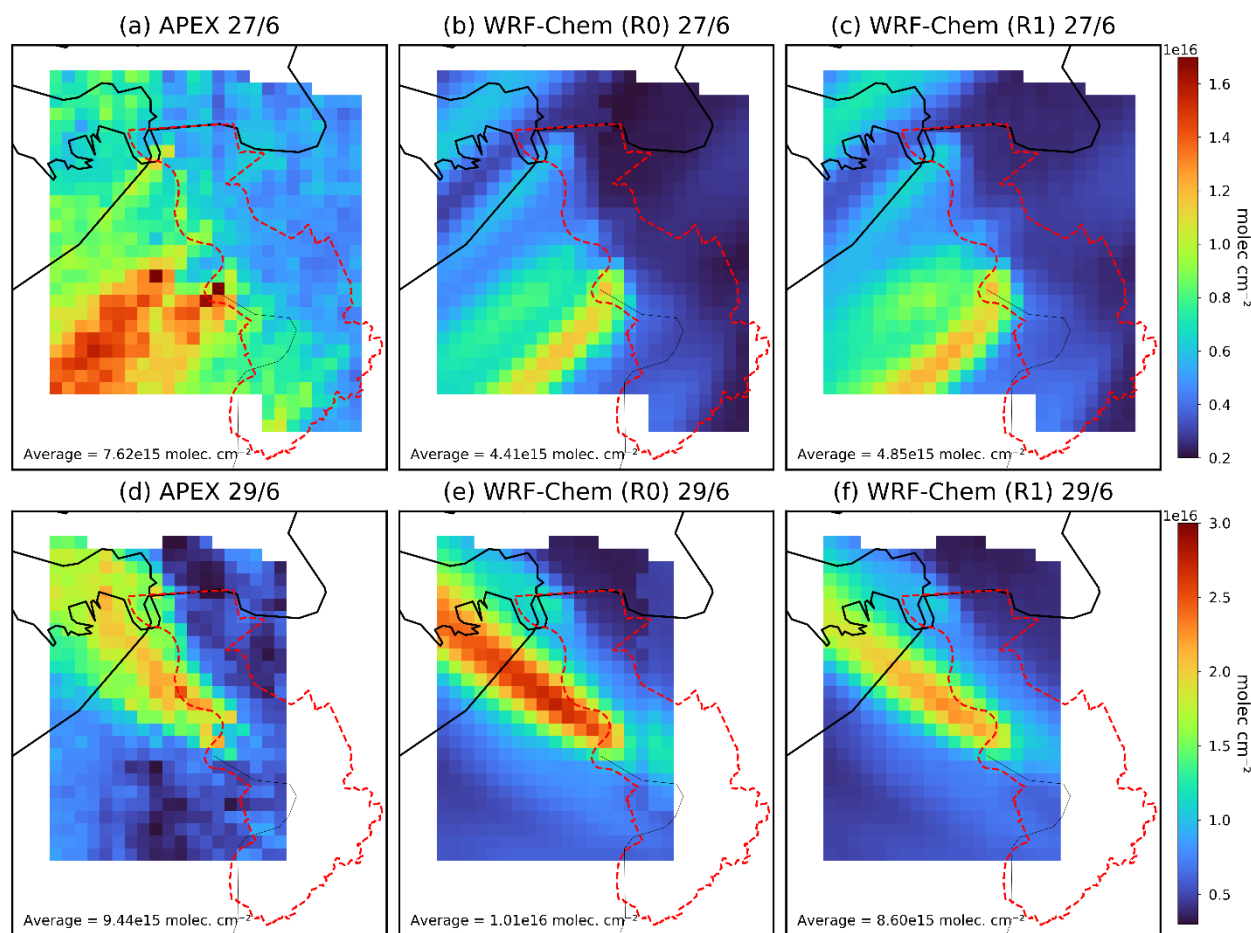 (a) APEX 27/6
(b) WRF-Chem (R0) 27/6
(c) WRF-Chem (R1) 27/6
1e16
1.6
1.4
1.2
1.0
0.8
0.6
0.4
0.2
molec cm⁻²
Average = 7.62e15 molec. cm⁻²
Average = 4.41e15 molec. cm⁻²
Average = 4.85e15 molec. cm⁻²
(d) APEX 29/6
(e) WRF-Chem (R0) 29/6
(f) WRF-Chem (R1) 29/6
1e16
3.0
2.5
2.0
1.5
1.0
0.5
molec cm⁻²
Average = 9.44e15 molec. cm⁻²
Average = 1.01e16 molec. cm⁻²
Average = 8.60e15 molec. cm⁻²